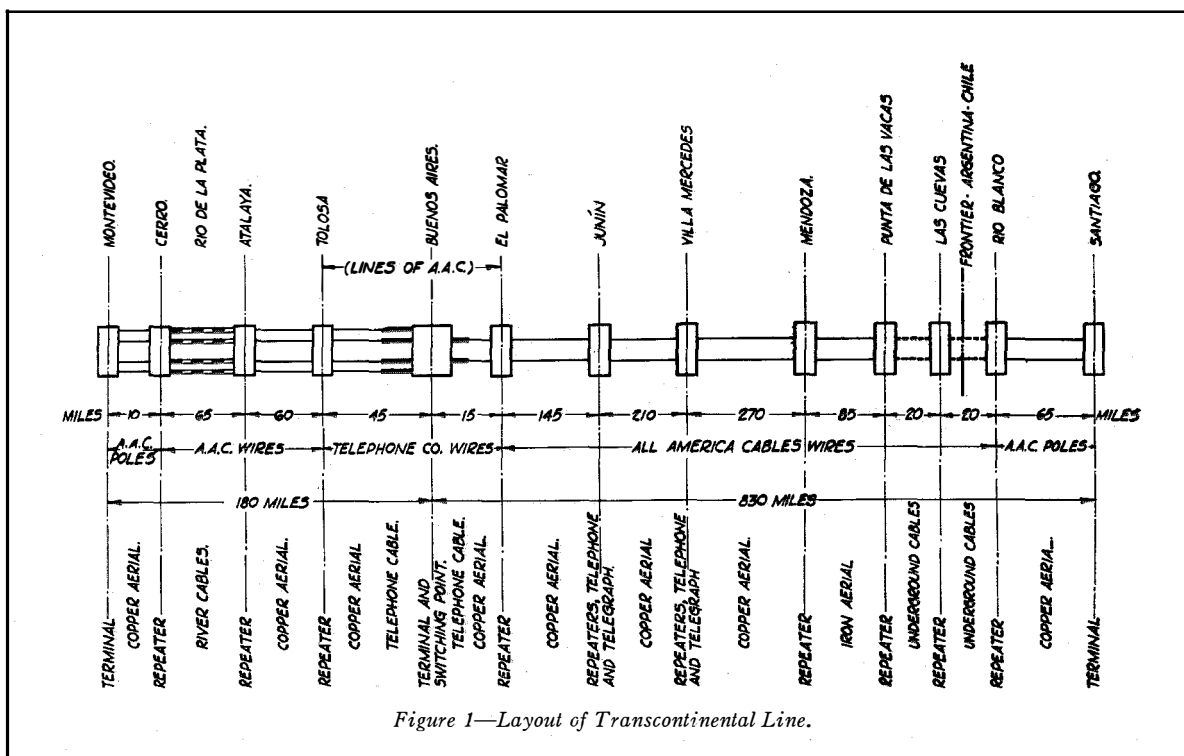 MONTEVIDEO.
CERRO.
RIO DE LA PLATA.
ATALAYA.
TOLOSA
BUENOS AIRES.
EL PALOMAR
JUNÍN
VILLA MERCEDES
MENDOZA.
PUNTA DE LAS VACAS
LAS CUEVAS
FRONTIER-ARGENTINA-CHILE
RIO BLANCO
SANTIAGO.
(LINES OF A.A.C.)
MILES 10 65 60 45 15 145 210 270 85 20 20 65 MILES
A.A.C.
POLES
A.A.C. WIRES
TELEPHONE CO. WIRES
ALL AMERICA CABLES WIRES
A.A.C. POLES
180 MILES
830 MILES
TERMINAL
COPPER AERIAL.
REPEATER
RIVER CABLES.
REPEATER
COPPER AERIAL.
REPEATER
COPPER AERIAL
TELEPHONE CABLE.
TERMINAL AND
SWITCHING POINT.
TELEPHONE CABLE.
COPPER AERIAL.
REPEATER
COPPER AERIAL.
REPEATERS, TELEPHONE
AND TELEGRAPH.
COPPER AERIAL
REPEATERS, TELEPHONE
AND TELEGRAPH
COPPER AERIAL.
REPEATER
IRON AERIAL
REPEATER
UNDERGROUND CABLES
REPEATER
UNDERGROUND CABLES
REPEATER
COPPER AERIAL.
TERMINAL
Figure 1—Layout of Transcontinental Line.